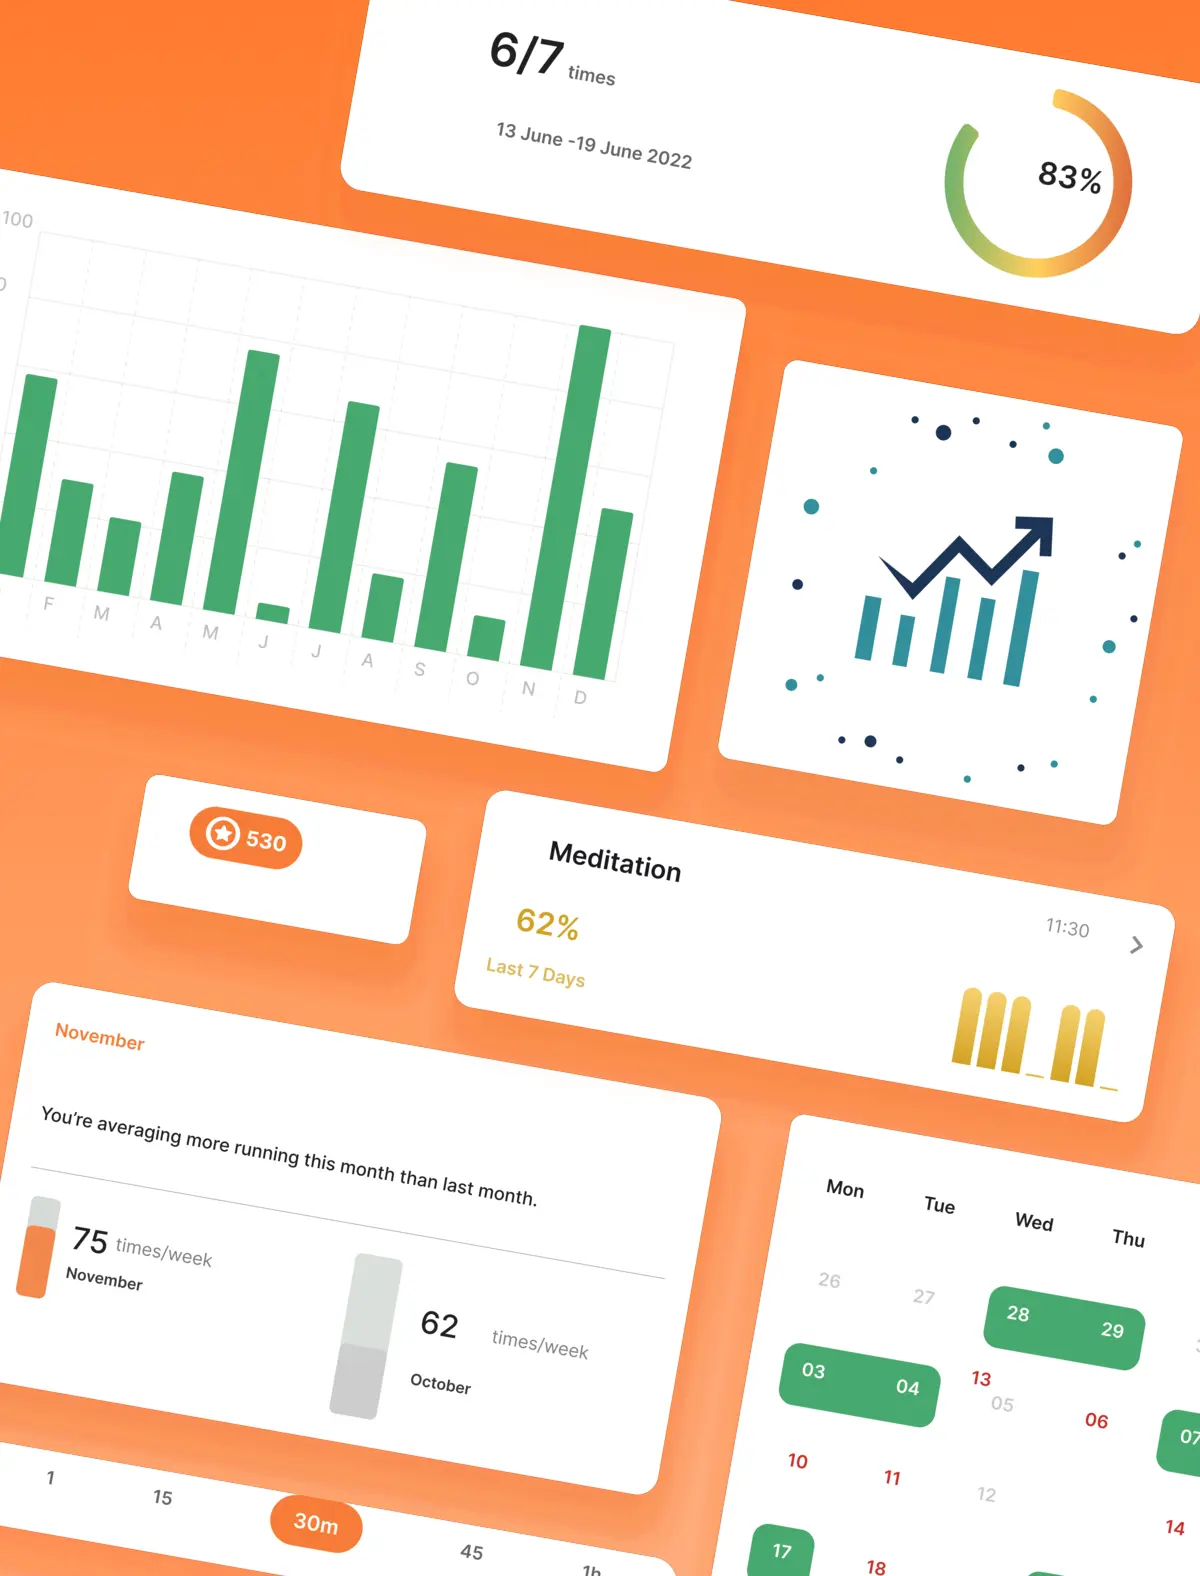 6/7 times
13 June -19 June 2022
83%
100
F M A M J J A S O N D
530
Meditation
11:30
62%
Last 7 Days
November
You’re averaging more running this month than last month.
75 times/week
November
62 times/week
October
Mon Tue Wed Thu
26 27 28 29
03 04 05 06 07
13
10 11 12 14
17 18
1 15 30m 45 1h